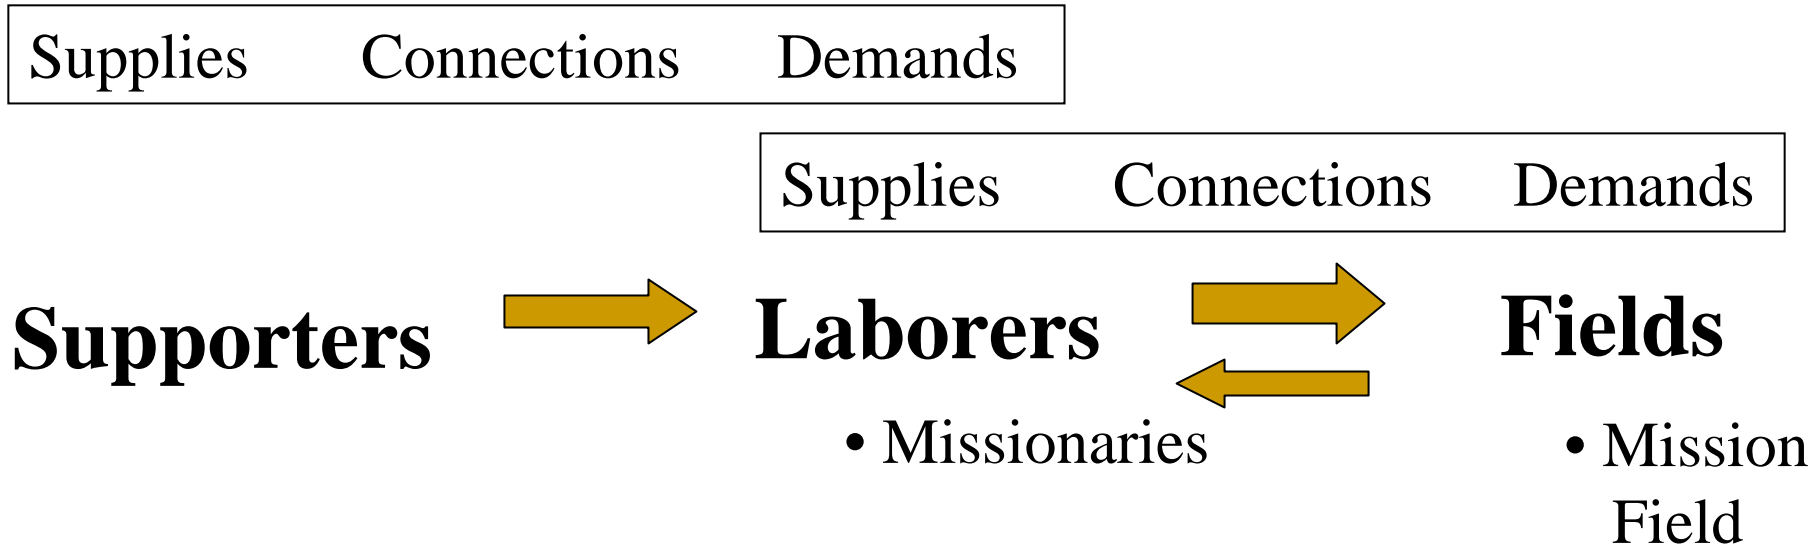 Supplies Connections Demands
Supplies Connections Demands
Supporters Laborers Fields
• Missionaries • Mission
Field